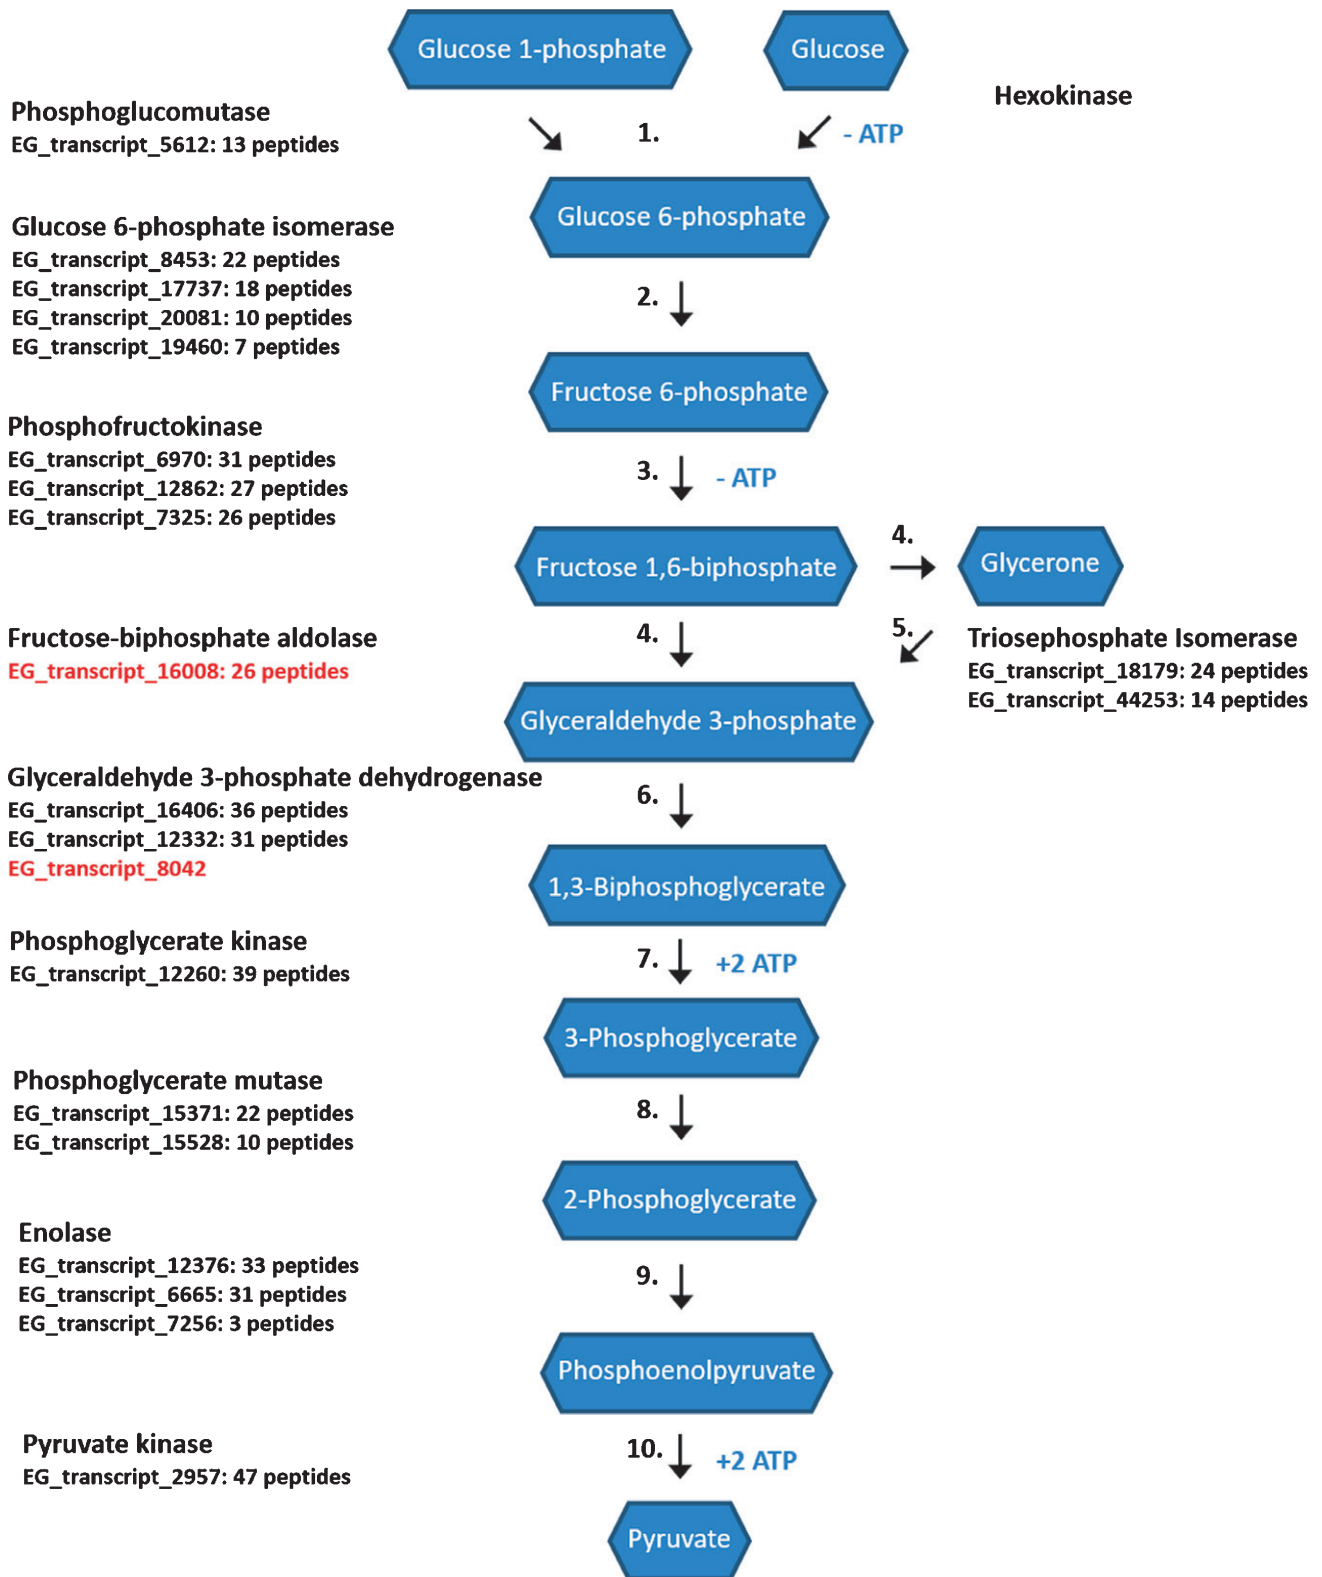 Glucose 1-phosphate
Glucose
Hexokinase
Phosphoglucomutase
EG_transcript_5612: 13 peptides
1.
- ATP
Glucose 6-phosphate
Glucose 6-phosphate isomerase
EG_transcript_8453: 22 peptides
EG_transcript_17737: 18 peptides
EG_transcript_20081: 10 peptides
EG_transcript_19460: 7 peptides
2.
Fructose 6-phosphate
Phosphofructokinase
EG_transcript_6970: 31 peptides
EG_transcript_12862: 27 peptides
EG_transcript_7325: 26 peptides
3.
- ATP
Fructose 1,6-biphosphate
4.
Glycerone
Fructose-biphosphate aldolase
EG_transcript_16008: 26 peptides
4.
5.
Triosephosphate Isomerase
EG_transcript_18179: 24 peptides
EG_transcript_44253: 14 peptides
Glyceraldehyde 3-phosphate
Glyceraldehyde 3-phosphate dehydrogenase
EG_transcript_16406: 36 peptides
EG_transcript_12332: 31 peptides
EG_transcript_8042
6.
1,3-Biphosphoglycerate
Phosphoglycerate kinase
EG_transcript_12260: 39 peptides
7.
+2 ATP
3-Phosphoglycerate
Phosphoglycerate mutase
EG_transcript_15371: 22 peptides
EG_transcript_15528: 10 peptides
8.
2-Phosphoglycerate
Enolase
EG_transcript_12376: 33 peptides
EG_transcript_6665: 31 peptides
EG_transcript_7256: 3 peptides
9.
Phosphoenolpyruvate
Pyruvate kinase
EG_transcript_2957: 47 peptides
10.
+2 ATP
Pyruvate